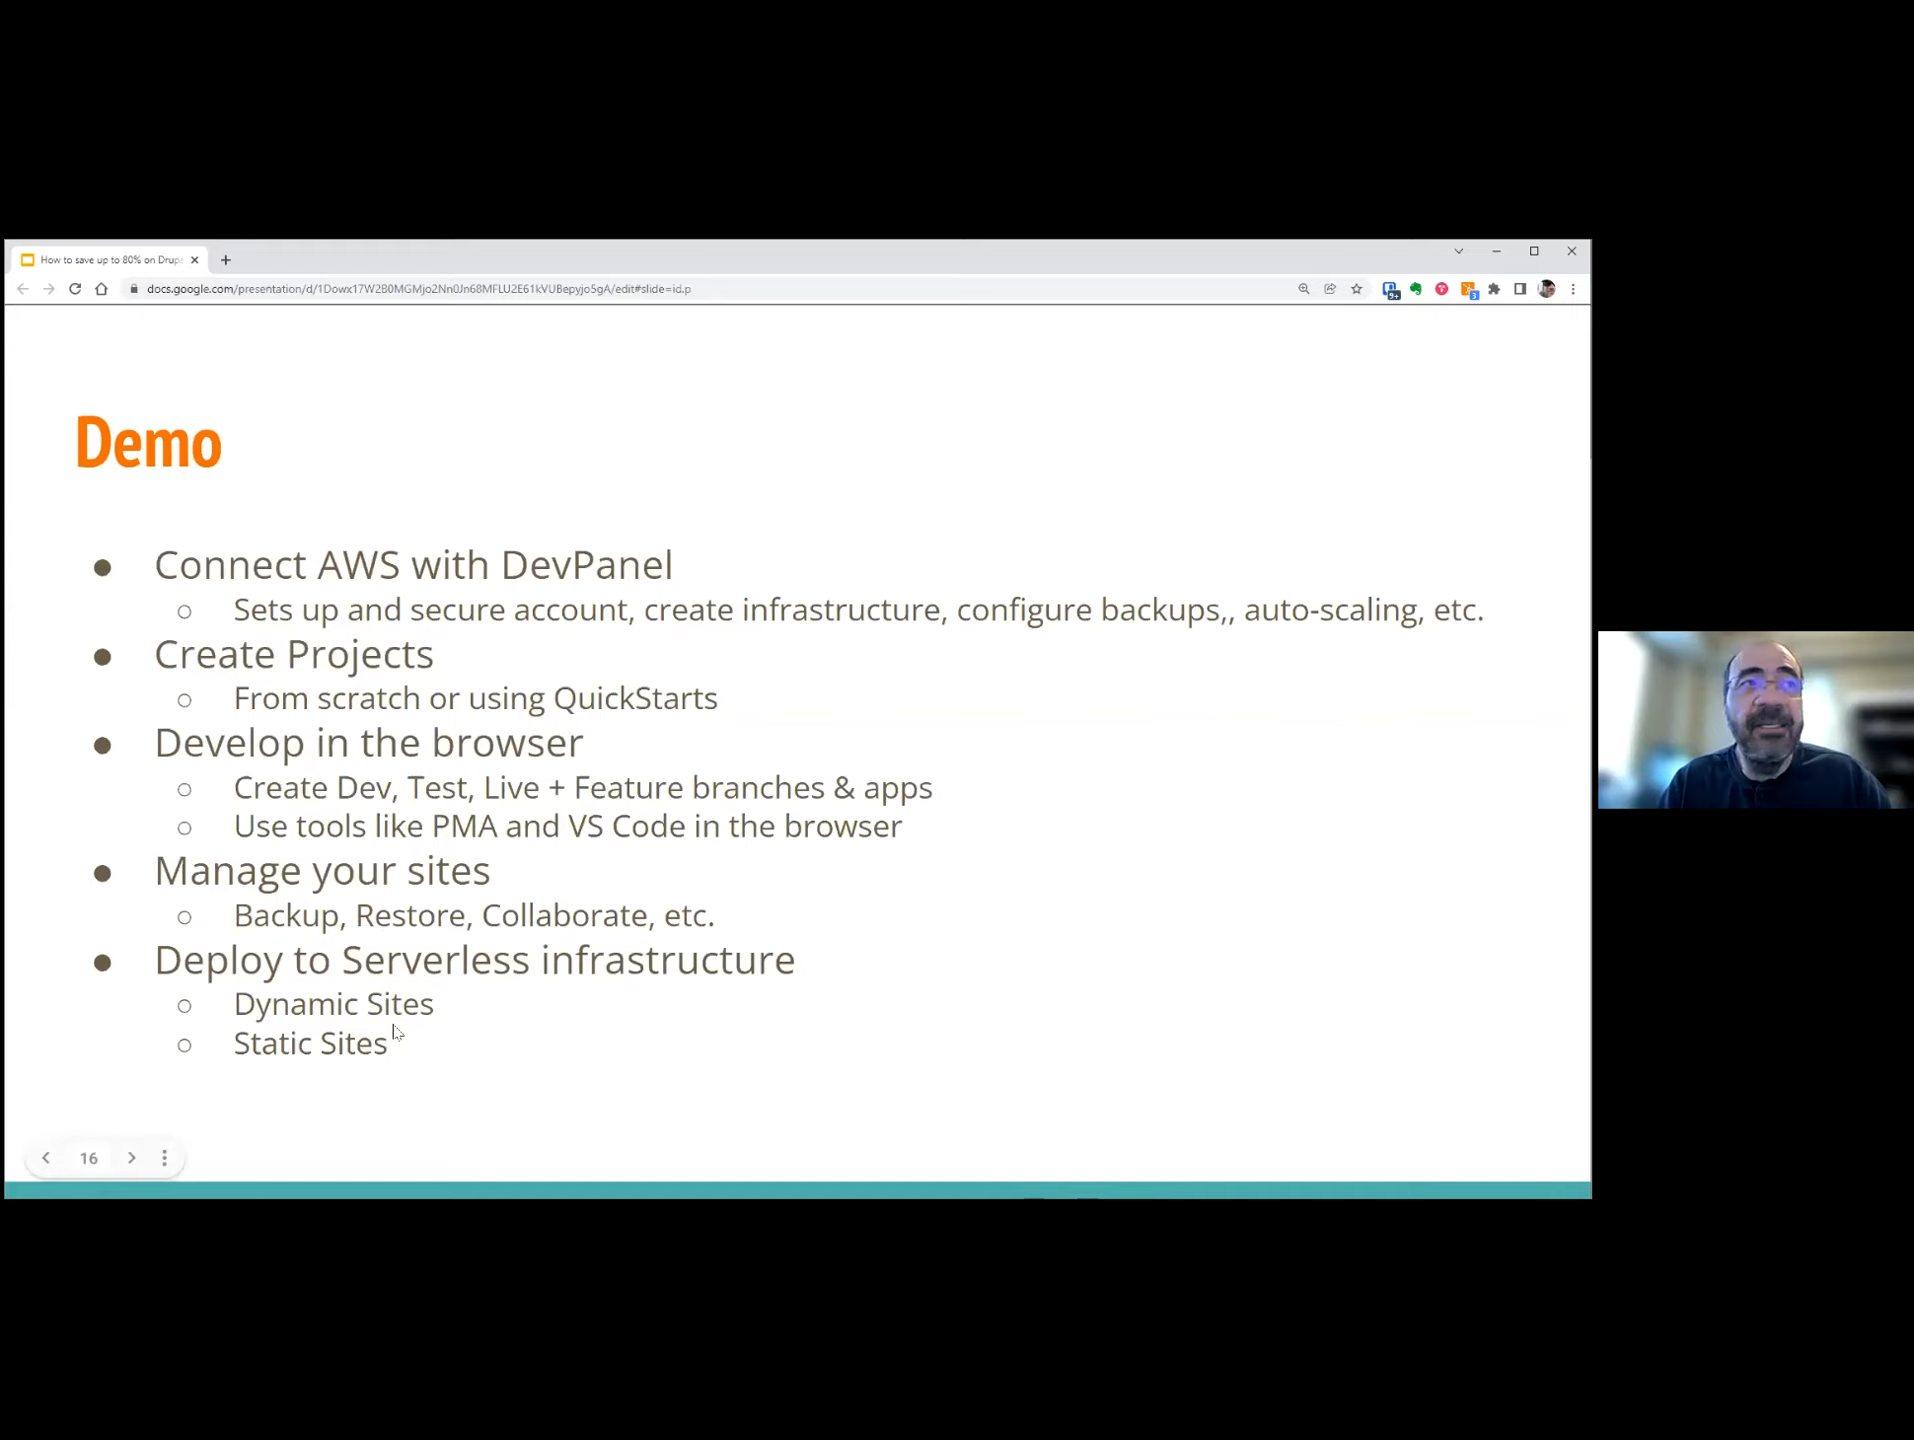 How to save up to 80% on Drup
docs.google.com/presentation/d/1Dowx17W2B0MGMjo2Nn0Jn68MFLU2E61kVUBepyjo5gA/edit#slide=id.p
9+
3
Demo
Connect AWS with DevPanel
Sets up and secure account, create infrastructure, configure backups,, auto-scaling, etc.
Create Projects
From scratch or using QuickStarts
Develop in the browser
Create Dev, Test, Live + Feature branches & apps
Use tools like PMA and VS Code in the browser
Manage your sites
Backup, Restore, Collaborate, etc.
Deploy to Serverless infrastructure
Dynamic Sites
Static Sites
16